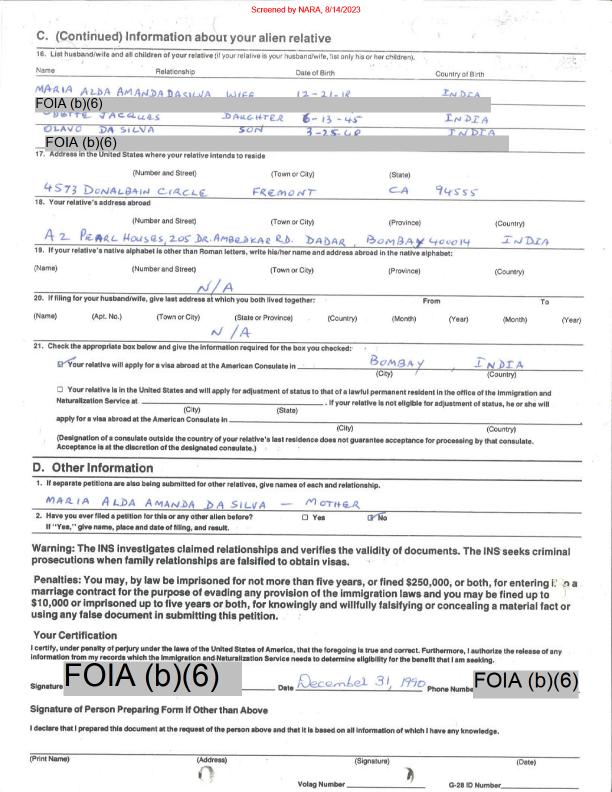 Screened by NARA, 8/14/2023
C. (Continued) Information about your alien relative
16. List husband/wife and all children of your relative (if your relative is your husband/wife, list only his or her children).
Name Relationship Date of Birth Country of Birth
MARIA ALDA AMANDA DASILVA WIFE 12-21-18 INDIA
FOIA (b)(6)
ODETTE JACQUES DAUGHTER 6-13-45 INDIA
OLAVO DA SILVA SON 3-25-48 INDIA
FOIA (b)(6)
17. Address in the United States where your relative intends to reside
(Number and Street) (Town or City) (State)
4573 DONALBAIN CIRCLE FREMONT CA 94555
18. Your relative's address abroad
(Number and Street) (Town or City) (Province) (Country)
A2 PEARL HOUSES, 205 DR. AMBEDKAR RD. DADAR, BOMBAY 400014 INDIA
19. If your relative's native alphabet is other than Roman letters, write his/her name and address abroad in the native alphabet:
(Name) (Number and Street) (Town or City) (Province) (Country)
N/A
20. If filing for your husband/wife, give last address at which you both lived together: From To
(Name) (Apt. No.) (Town or City) (State or Province) (Country) (Month) (Year) (Month) (Year)
N/A
21. Check the appropriate box below and give the information required for the box you checked:
Your relative will apply for a visa abroad at the American Consulate in BOMBAY, INDIA
(City) (Country)
Your relative is in the United States and will apply for adjustment of status to that of a lawful permanent resident in the office of the Immigration and
Naturalization Service at . If your relative is not eligible for adjustment of status, he or she will
(City) (State)
apply for a visa abroad at the American Consulate in
(City) (Country)
(Designation of a consulate outside the country of your relative's last residence does not guarantee acceptance for processing by that consulate.
Acceptance is at the discretion of the designated consulate.)
D. Other Information
1. If separate petitions are also being submitted for other relatives, give names of each and relationship.
MARIA ALDA AMANDA DA SILVA — MOTHER
2. Have you ever filed a petition for this or any other alien before? Yes No
If "Yes," give name, place and date of filing, and result.
Warning: The INS investigates claimed relationships and verifies the validity of documents. The INS seeks criminal
prosecutions when family relationships are falsified to obtain visas.
Penalties: You may, by law be imprisoned for not more than five years, or fined $250,000, or both, for entering a
marriage contract for the purpose of evading any provision of the immigration laws and you may be fined up to
$10,000 or imprisoned up to five years or both, for knowingly and willfully falsifying or concealing a material fact or
using any false document in submitting this petition.
Your Certification
I certify, under penalty of perjury under the laws of the United States of America, that the foregoing is true and correct. Furthermore, I authorize the release of any
information from my records which the Immigration and Naturalization Service needs to determine eligibility for the benefit that I am seeking.
Signature FOIA (b)(6) Date December 31, 1990 Phone Number FOIA (b)(6)
Signature of Person Preparing Form if Other than Above
I declare that I prepared this document at the request of the person above and that it is based on all information of which I have any knowledge.
(Print Name) (Address) (Signature) (Date)
Volag Number G-28 ID Number